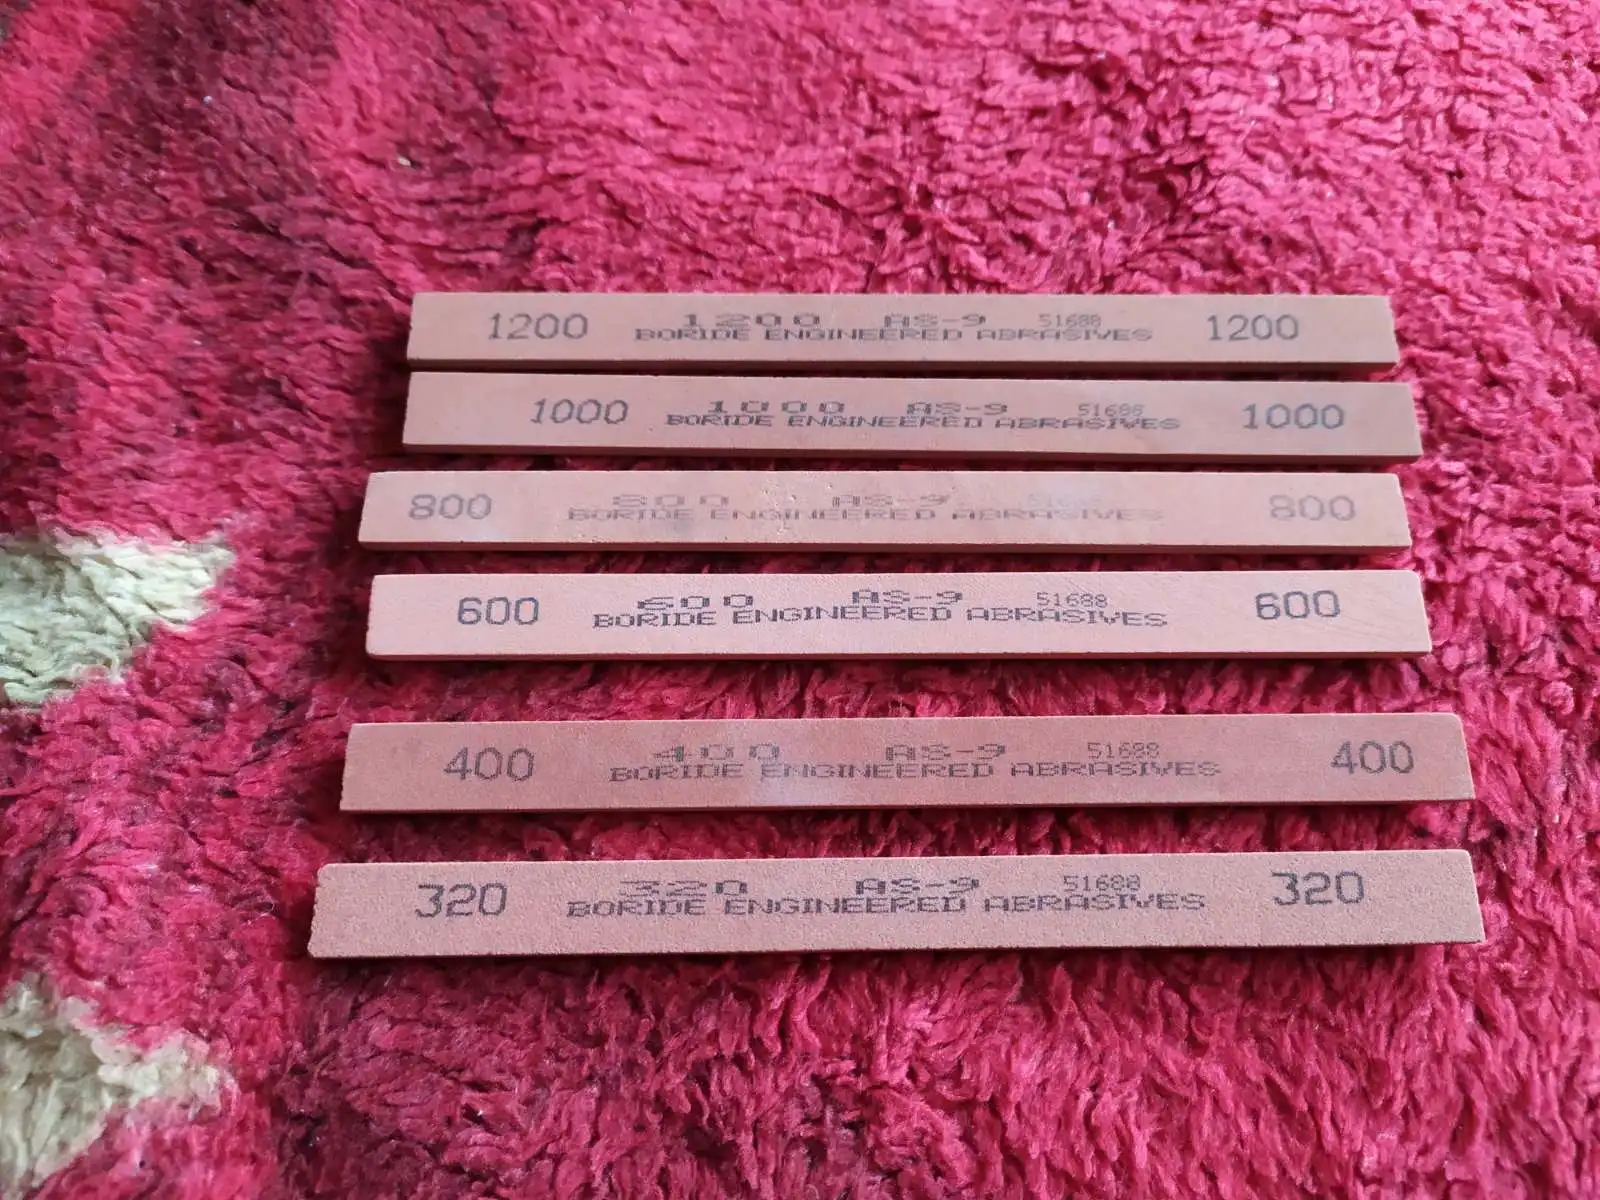 1200 1200 AS-9 51688 1200
BORIDE ENGINEERED ABRASIVES
1000 1000 AS-9 51688 1000
BORIDE ENGINEERED ABRASIVES
800 800 AS-9 800
BORIDE ENGINEERED ABRASIVES
600 600 AS-9 51688 600
BORIDE ENGINEERED ABRASIVES
400 400 AS-9 51688 400
BORIDE ENGINEERED ABRASIVES
320 320 AS-9 51688 320
BORIDE ENGINEERED ABRASIVES